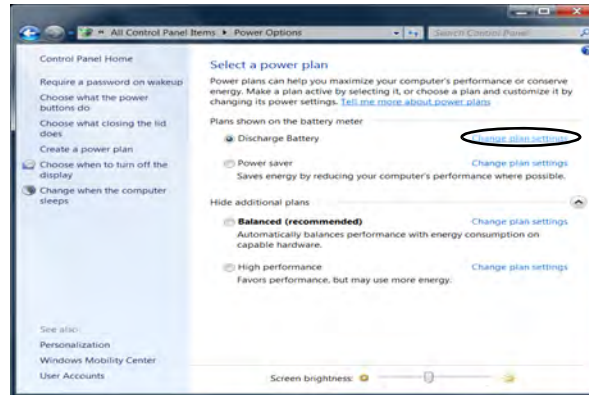 All Control Panel Items ▸ Power Options
Search Control Panel
Control Panel Home
Require a password on wakeup
Choose what the power
buttons do
Choose what closing the lid
does
Create a power plan
Choose when to turn off the
display
Change when the computer
sleeps
See also
Personalization
Windows Mobility Center
User Accounts
Select a power plan
Power plans can help you maximize your computer's performance or conserve
energy. Make a plan active by selecting it, or choose a plan and customize it by
changing its power settings. Tell me more about power plans
Plans shown on the battery meter
Discharge Battery Change plan settings
Power saver Change plan settings
Saves energy by reducing your computer's performance where possible.
Hide additional plans
Balanced (recommended) Change plan settings
Automatically balances performance with energy consumption on
capable hardware.
High performance Change plan settings
Favors performance, but may use more energy.
Screen brightness: